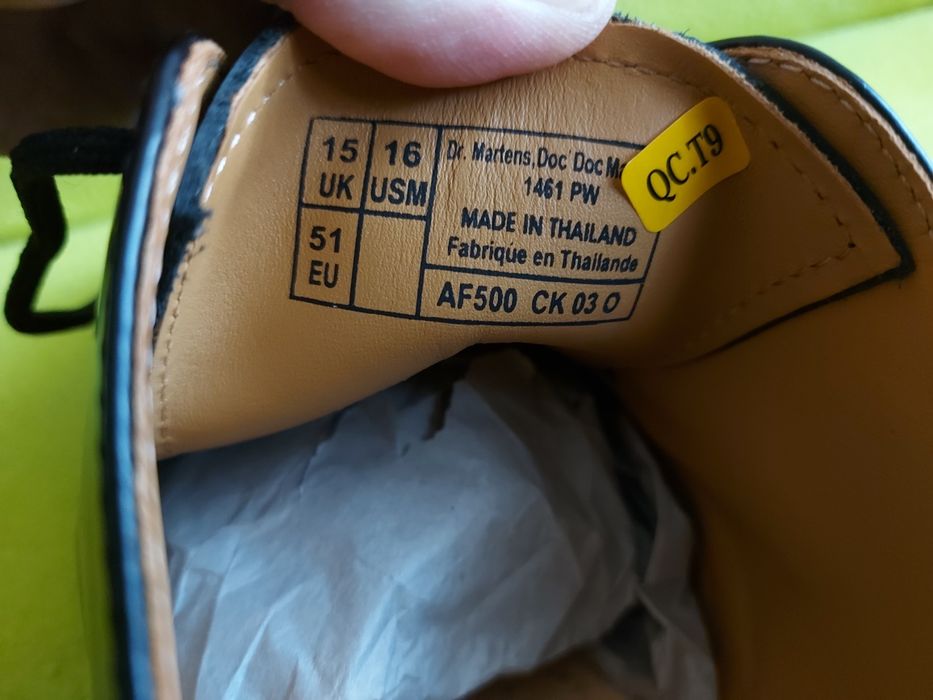 15 UK
16 USM
51 EU
Dr. Martens, Doc' Doc
1461 PW
MADE IN THAILAND
Fabrique en Thailande
AF500 CK 03 O
QC.T9